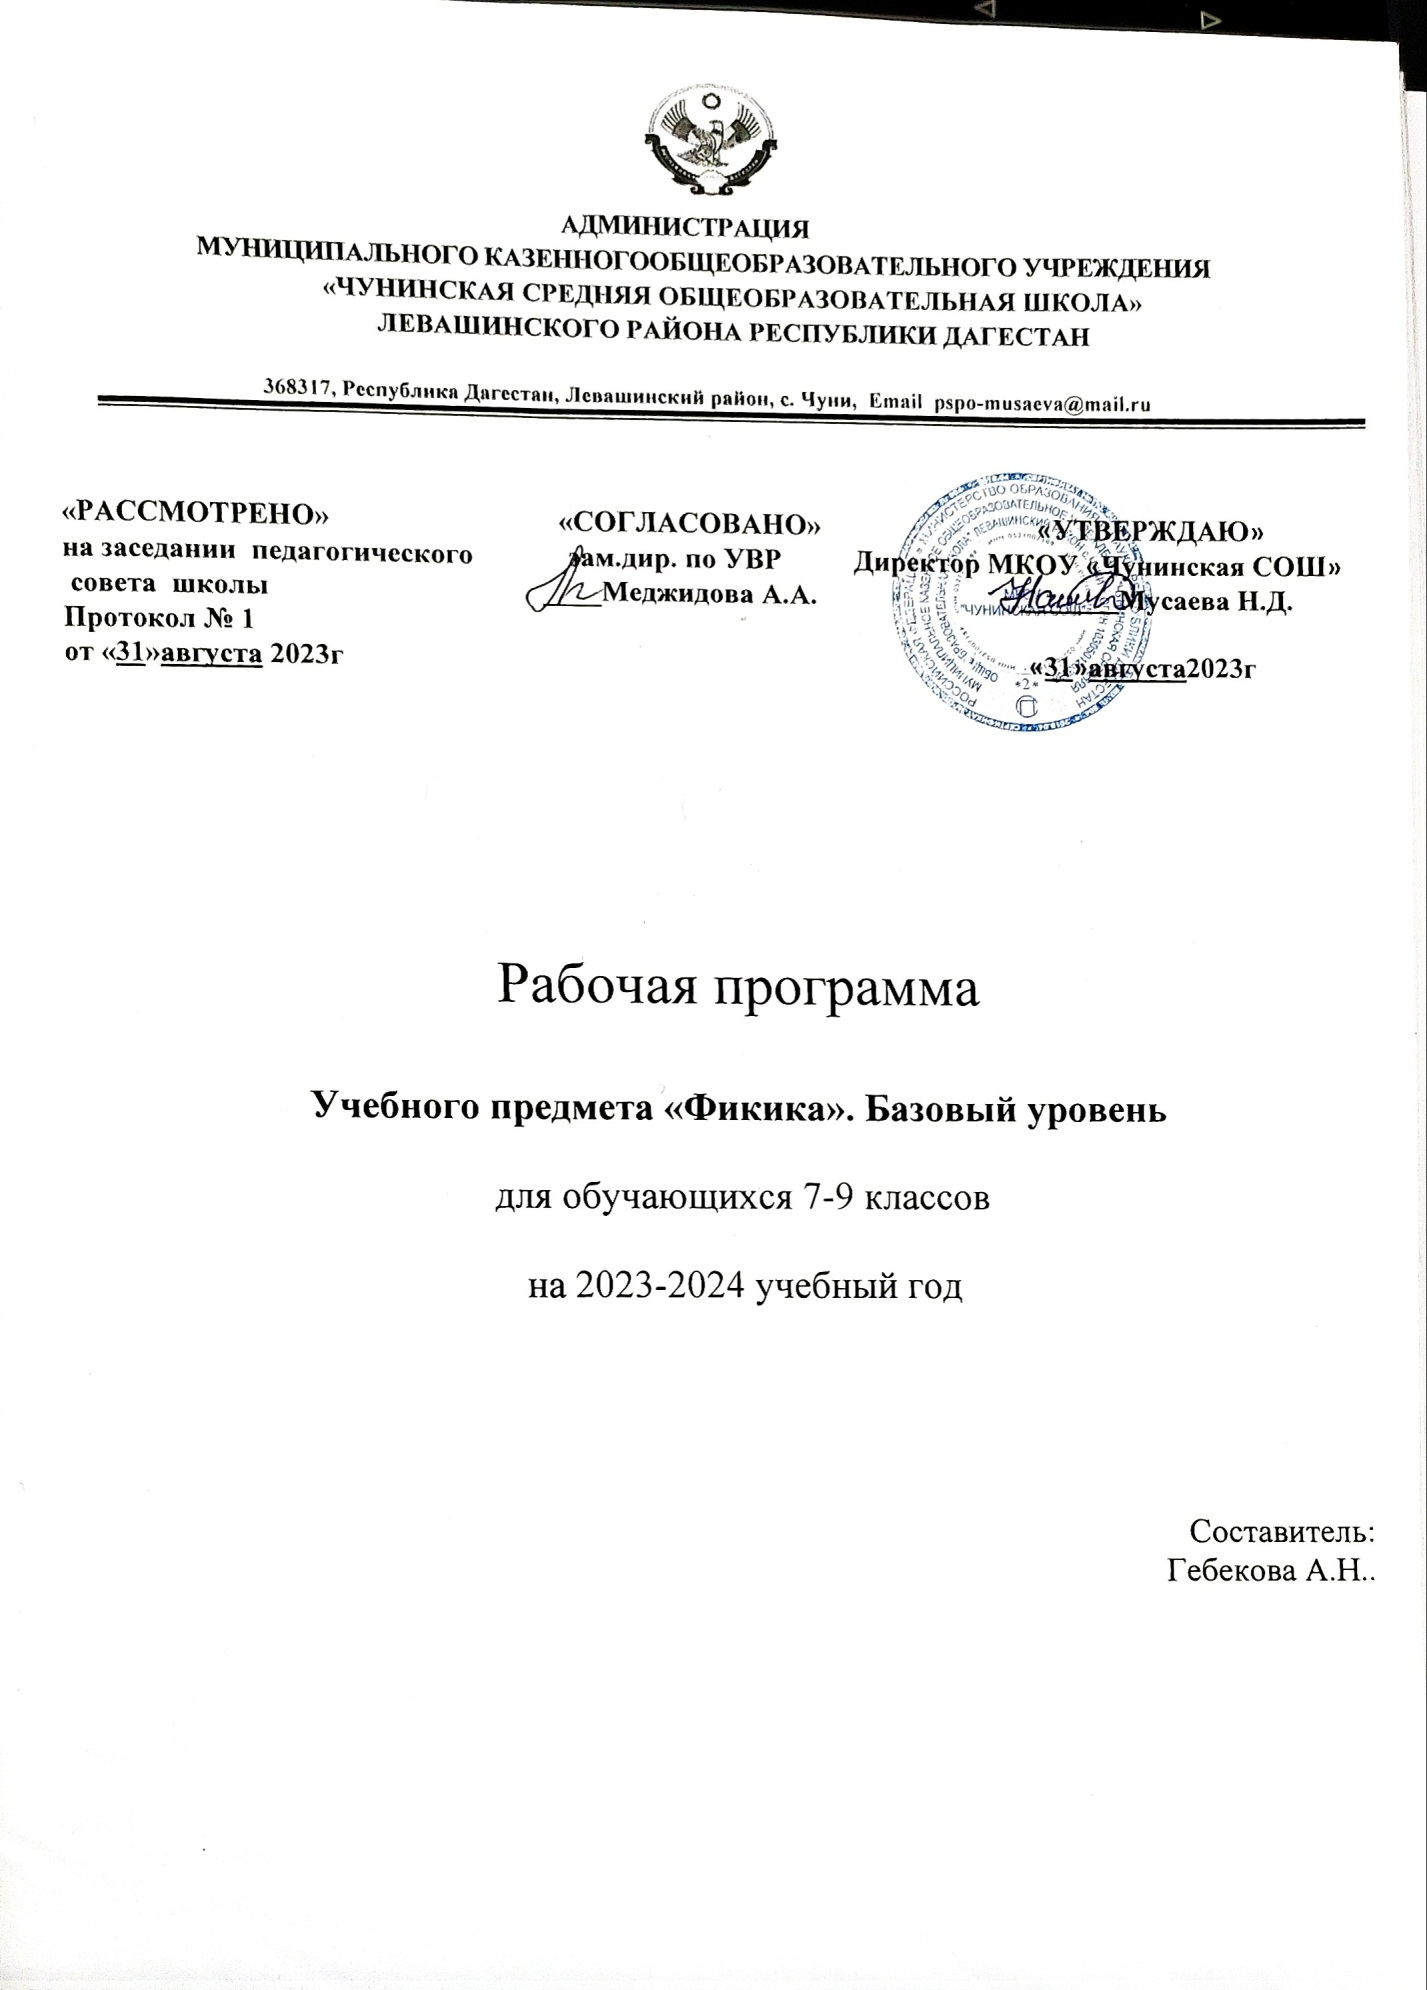 АДМИНИСТРАЦИЯ
МУНИЦИПАЛЬНОГО КАЗЕННОГООБЩЕОБРАЗОВАТЕЛЬНОГО УЧРЕЖДЕНИЯ
«ЧУНИНСКАЯ СРЕДНЯЯ ОБЩЕОБРАЗОВАТЕЛЬНАЯ ШКОЛА»
ЛЕВАШИНСКОГО РАЙОНА РЕСПУБЛИКИ ДАГЕСТАН
368317, Республика Дагестан, Левашинский район, с. Чуни, Email pspo-musaeva@mail.ru
«РАССМОТРЕНО»
на заседании педагогического
совета школы
Протокол № 1
от «31»августа 2023г
«СОГЛАСОВАНО»
зам.дир. по УВР
Меджидова А.А.
«УТВЕРЖДАЮ»
Директор МКОУ «Чунинская СОШ»
Мусаева Н.Д.
«31»августа2023г
"ЧУНИНСКАЯ СОШ"
*2*
Рабочая программа
Учебного предмета «Фикика». Базовый уровень
для обучающихся 7-9 классов
на 2023-2024 учебный год
Составитель:
Гебекова А.Н..